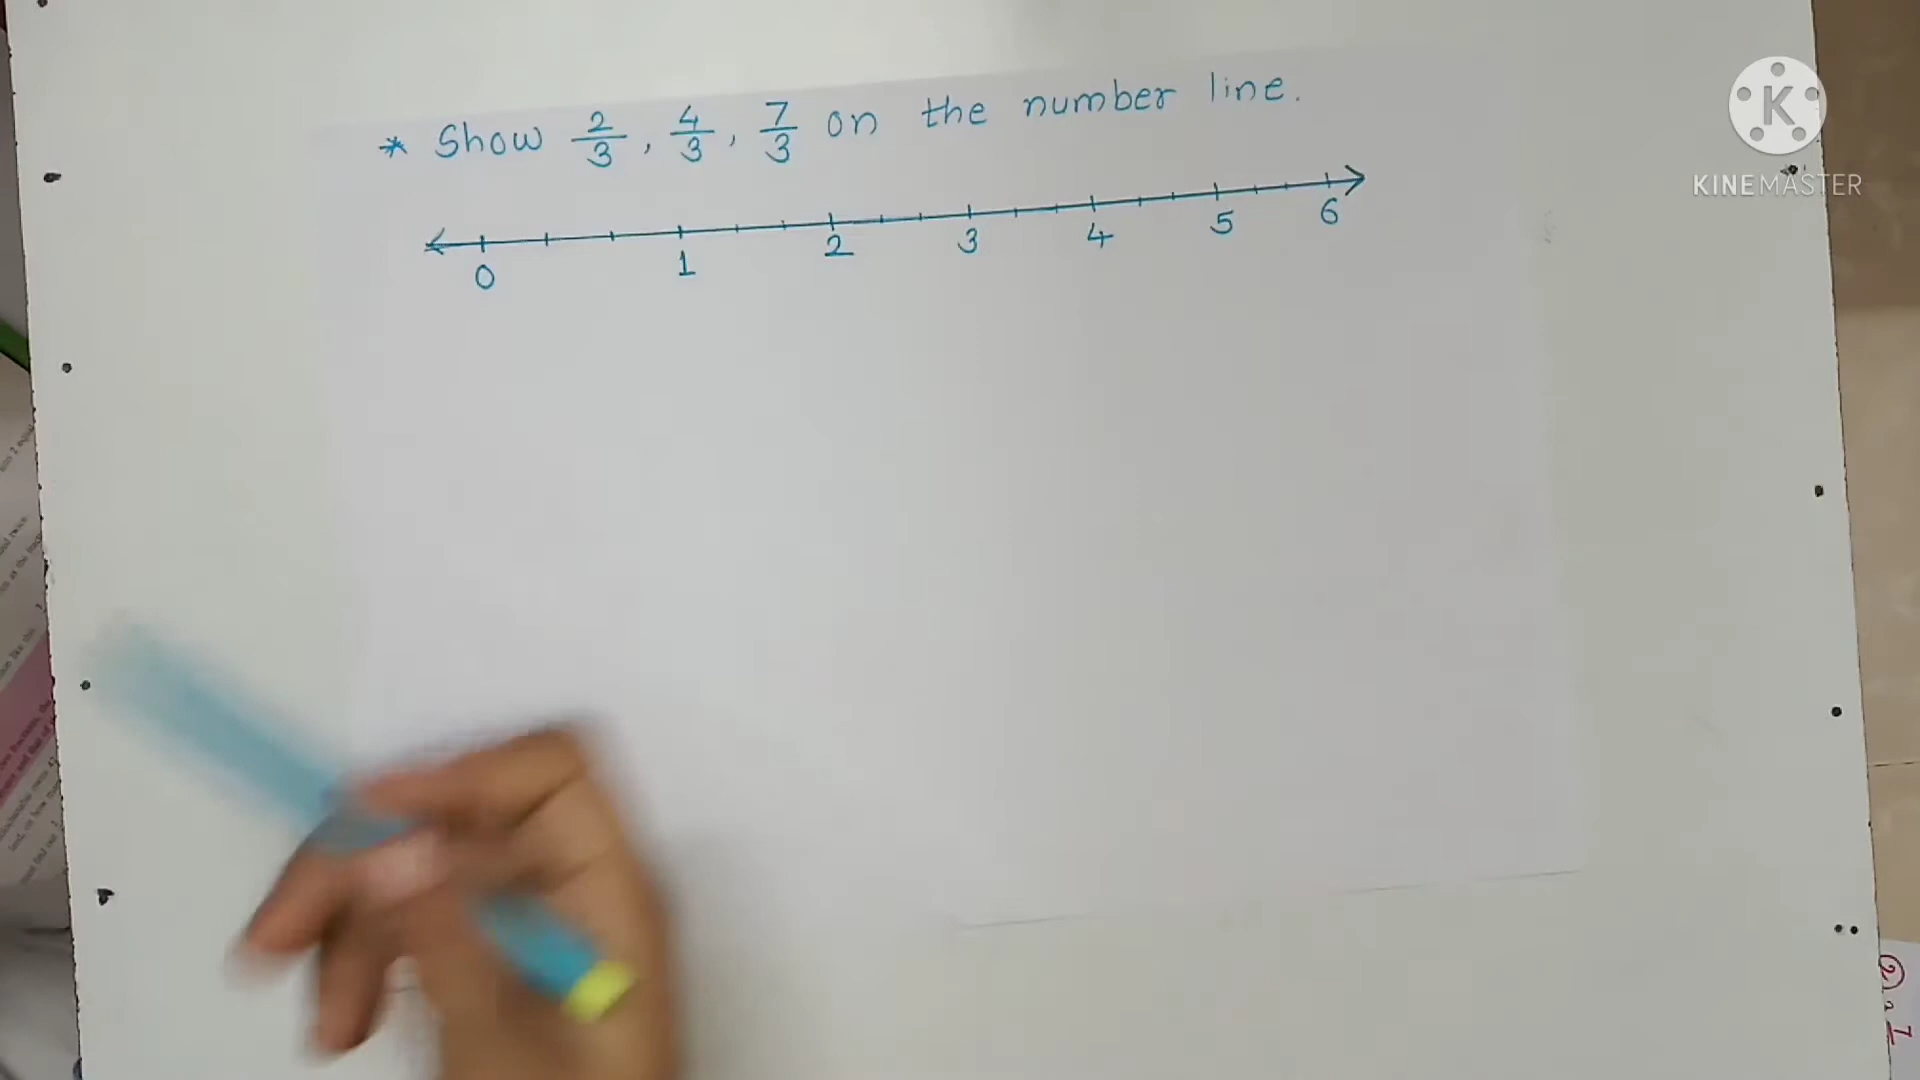 * Show 2/3, 4/3, 7/3 on the number line.
0 1 2 3 4 5 6
K
KINEMASTER
2